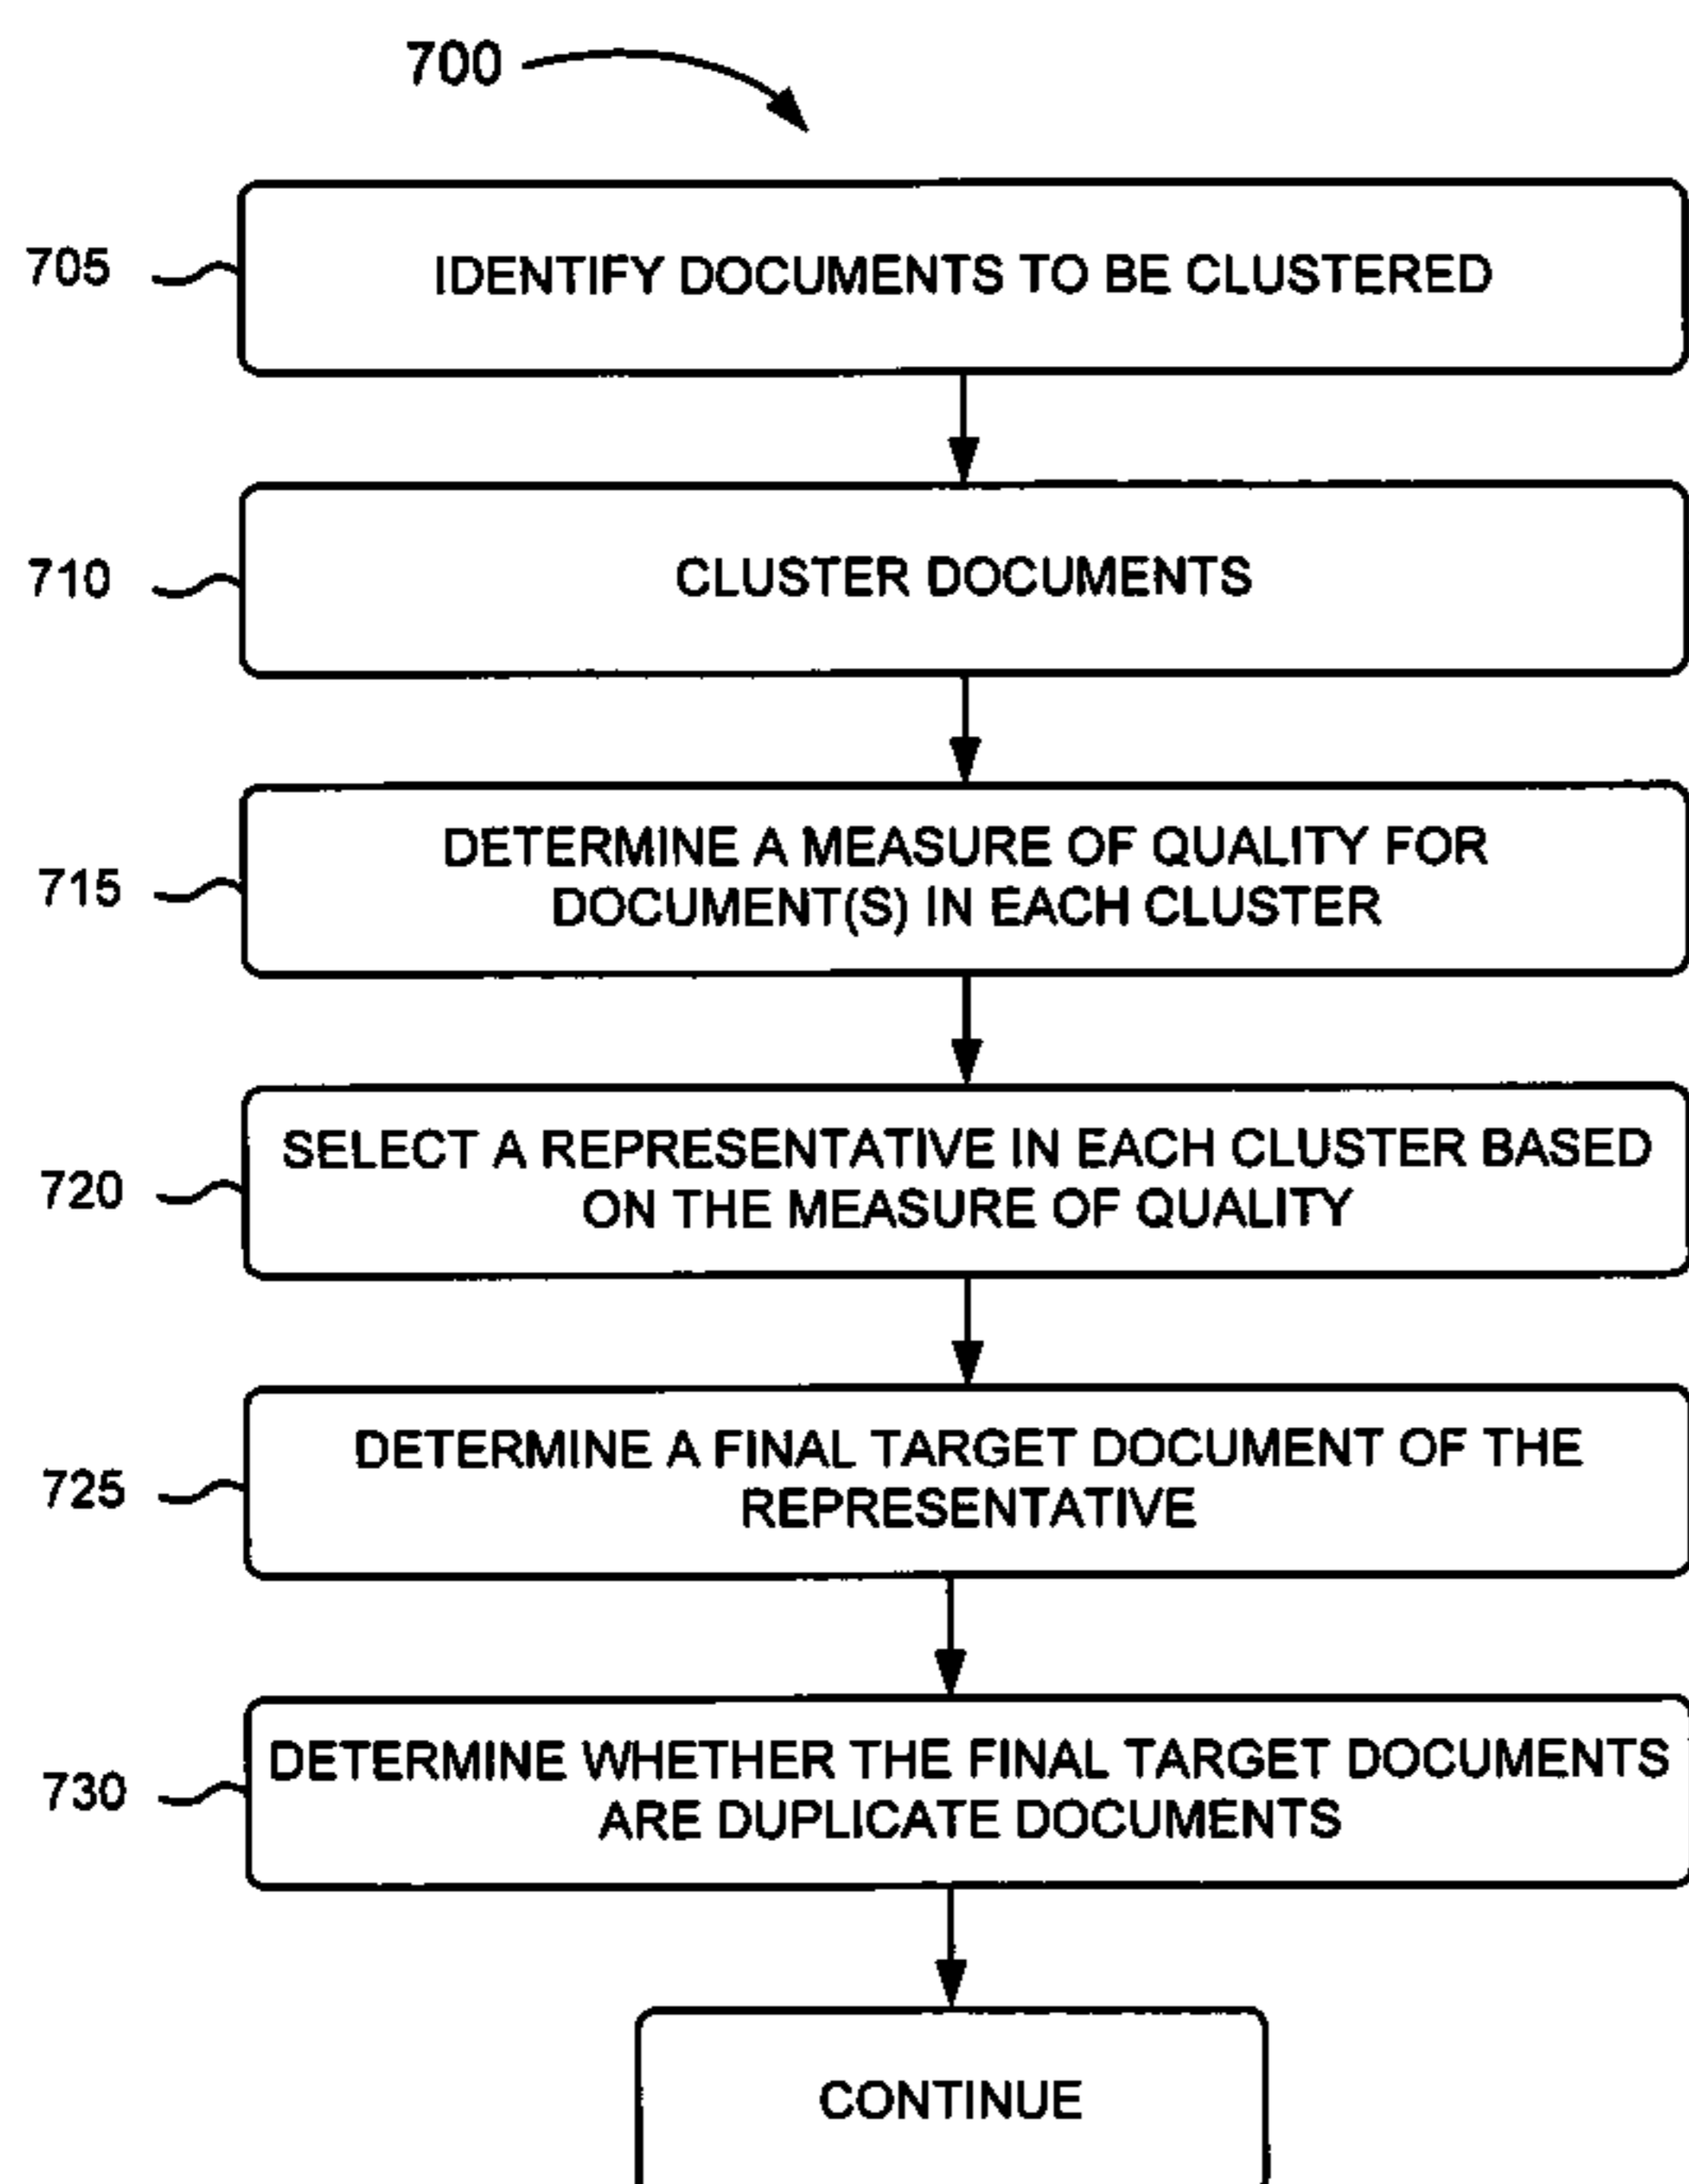 700
705
IDENTIFY DOCUMENTS TO BE CLUSTERED
710
CLUSTER DOCUMENTS
715
DETERMINE A MEASURE OF QUALITY FOR
DOCUMENT(S) IN EACH CLUSTER
720
SELECT A REPRESENTATIVE IN EACH CLUSTER BASED
ON THE MEASURE OF QUALITY
725
DETERMINE A FINAL TARGET DOCUMENT OF THE
REPRESENTATIVE
730
DETERMINE WHETHER THE FINAL TARGET DOCUMENTS
ARE DUPLICATE DOCUMENTS
CONTINUE